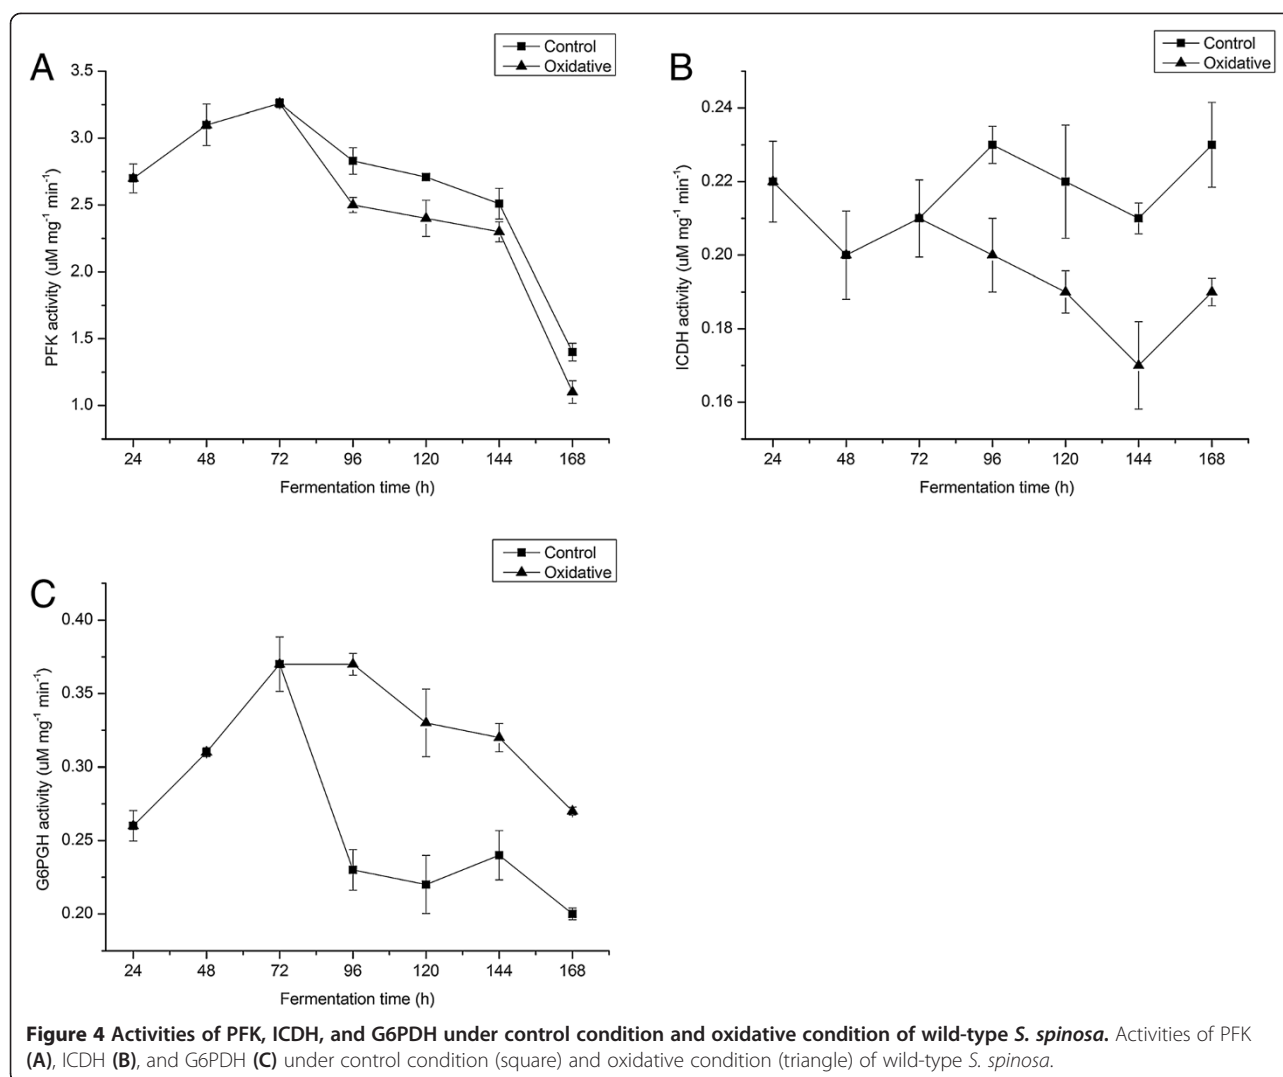 A
Control
Oxidative
3.5
3.0
2.5
2.0
1.5
1.0
PFK activity (uM mg⁻¹ min⁻¹)
24 48 72 96 120 144 168
Fermentation time (h)
B
Control
Oxidative
0.24
0.22
0.20
0.18
0.16
ICDH activity (uM mg⁻¹ min⁻¹)
24 48 72 96 120 144 168
Fermentation time (h)
C
Control
Oxidative
0.40
0.35
0.30
0.25
0.20
G6PGH activity (uM mg⁻¹ min⁻¹)
24 48 72 96 120 144 168
Fermentation time (h)
Figure 4 Activities of PFK, ICDH, and G6PDH under control condition and oxidative condition of wild-type S. spinosa. Activities of PFK
(A), ICDH (B), and G6PDH (C) under control condition (square) and oxidative condition (triangle) of wild-type S. spinosa.